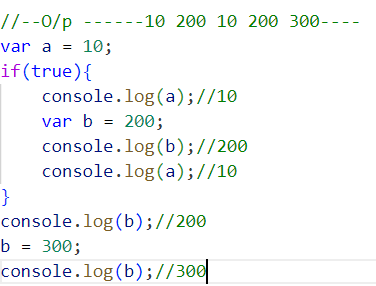 //--O/p ------10 200 10 200 300----
var a = 10;
if(true){
    console.log(a);//10
    var b = 200;
    console.log(b);//200
    console.log(a);//10
}
console.log(b);//200
b = 300;
console.log(b);//300